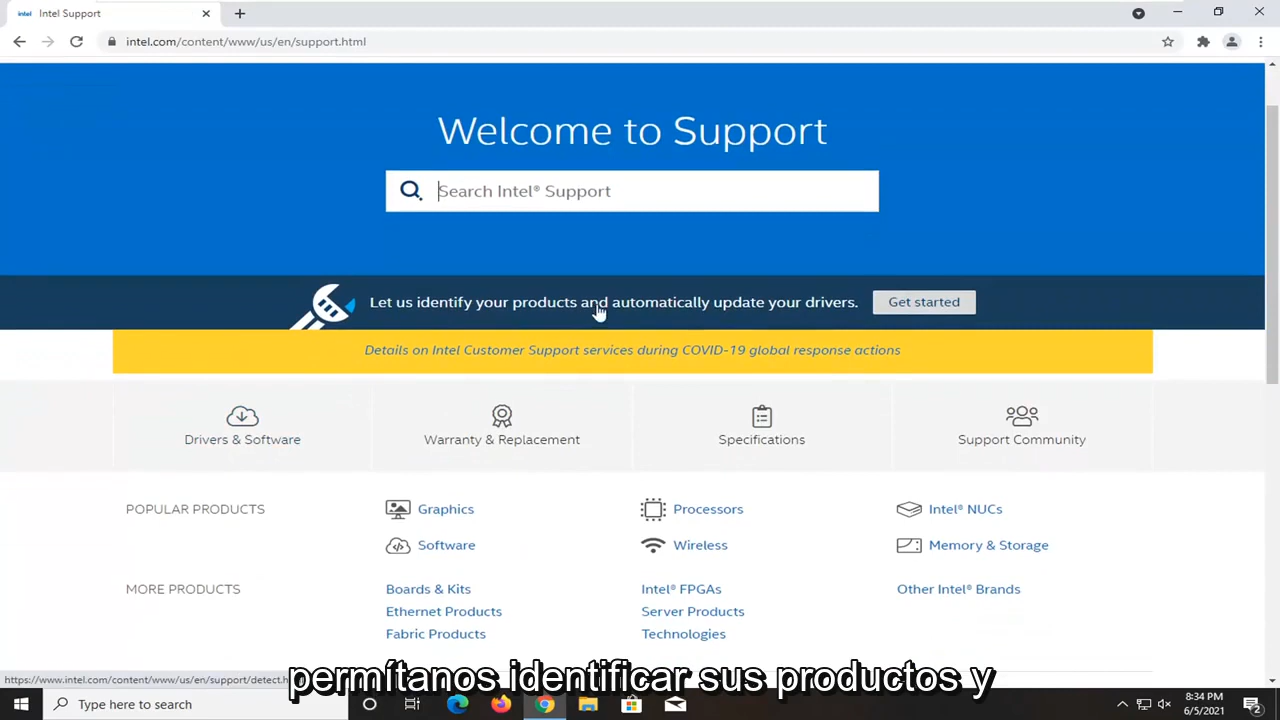 intel
Intel Support
intel.com/content/www/us/en/support.html
Welcome to Support
Search Intel® Support
Let us identify your products and automatically update your drivers.
Get started
Details on Intel Customer Support services during COVID-19 global response actions
Drivers & Software
Warranty & Replacement
Specifications
Support Community
POPULAR PRODUCTS
Graphics
Processors
Intel® NUCs
Software
Wireless
Memory & Storage
MORE PRODUCTS
Boards & Kits
Intel® FPGAs
Other Intel® Brands
Ethernet Products
Server Products
Fabric Products
Technologies
https://www.intel.com/content/www/us/en/support/detect.h
permítanos identificar sus productos y
Type here to search
8:34 PM
6/5/2021
2